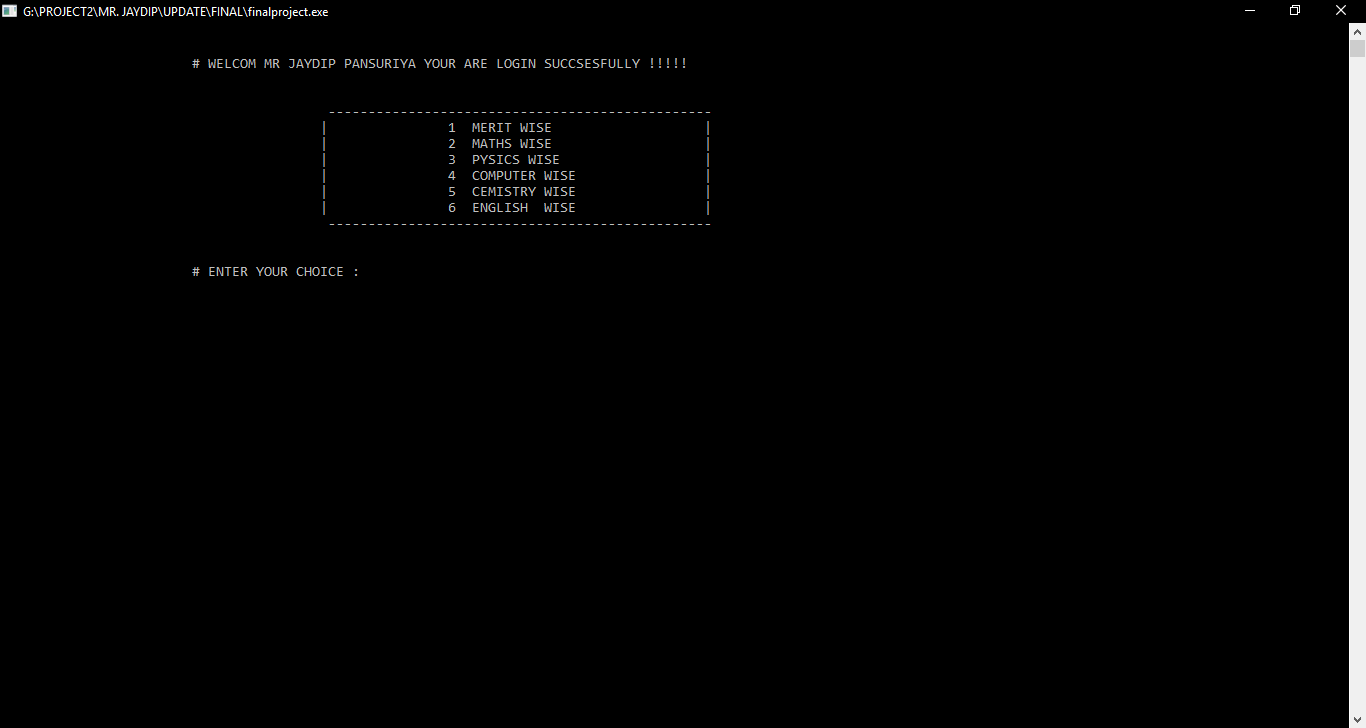 G:\PROJECT2\MR. JAYDIP\UPDATE\FINAL\finalproject.exe
# WELCOM MR JAYDIP PANSURIYA YOUR ARE LOGIN SUCCSESFULLY !!!!!
------------------------------------------------
| 1 MERIT WISE |
| 2 MATHS WISE |
| 3 PYSICS WISE |
| 4 COMPUTER WISE |
| 5 CEMISTRY WISE |
| 6 ENGLISH  WISE |
------------------------------------------------
# ENTER YOUR CHOICE :